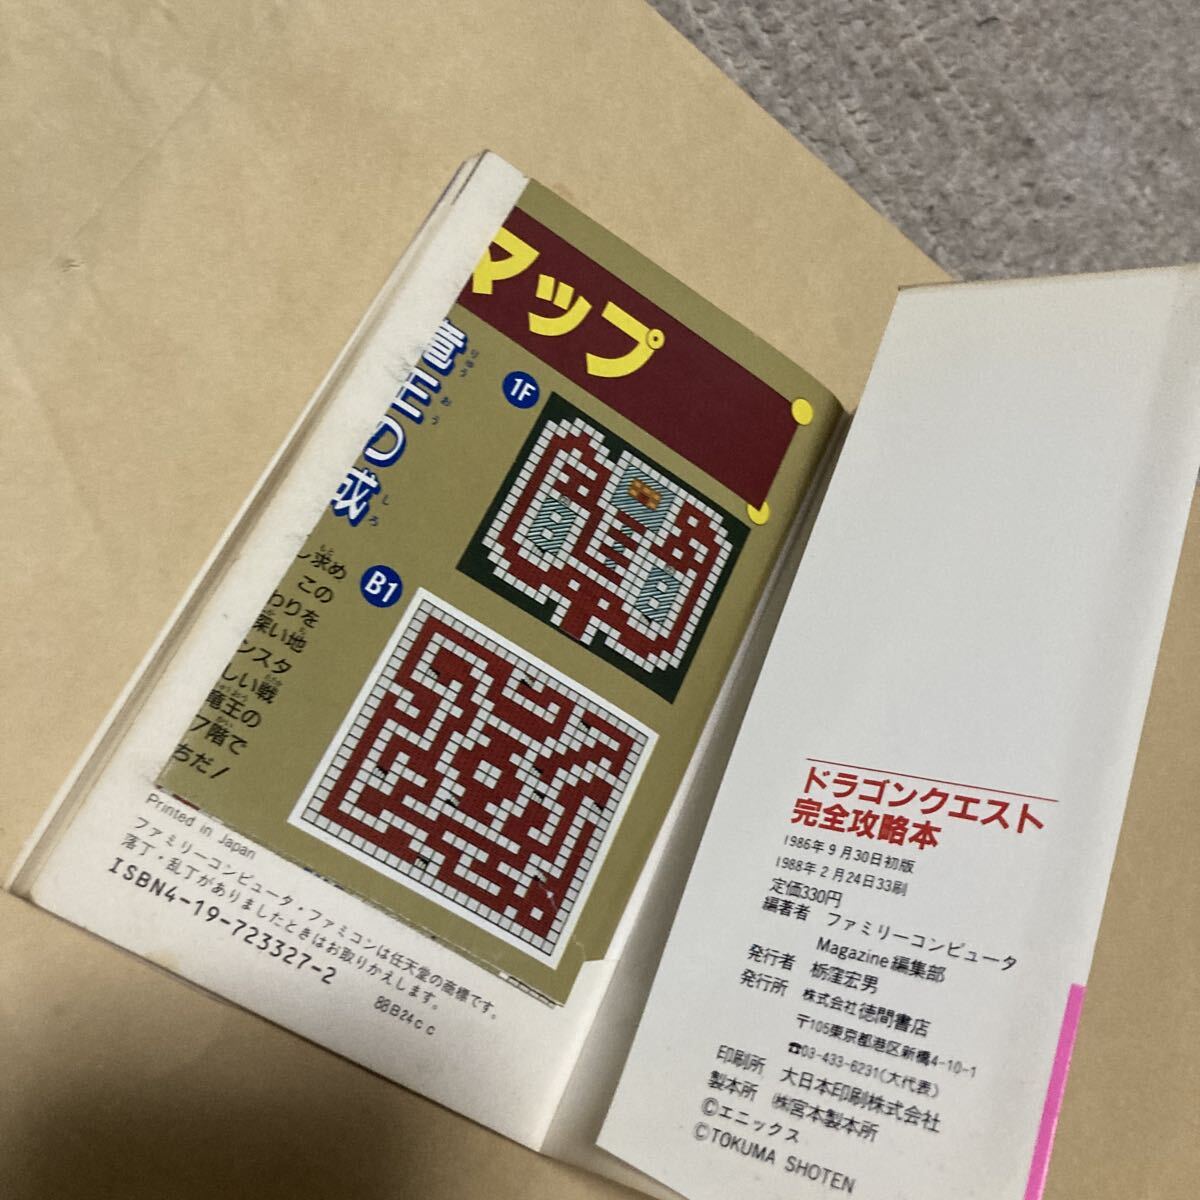 マップ
竜王の城
りゅう おう しろ
1F
B1
し求め
この
わりを
深い地
ンスタ
しい戦
竜王の
7階で
ちだ！
Printed in Japan
ファミリーコンピュータ・ファミコンは任天堂の商標です。
落丁・乱丁がありましたときはお取りかえします。
ISBN4-19-723327-2
88B24cc
ドラゴンクエスト
完全攻略本
1986年9月30日初版
1988年2月24日33刷
定価330円
編著者 ファミリーコンピュータ
Magazine編集部
発行者 栃窪宏男
発行所 株式会社徳間書店
〒105東京都港区新橋4-10-1
☎03-433-6231(大代表)
印刷所 大日本印刷株式会社
製本所 ㈱宮本製本所
©エニックス
©TOKUMA SHOTEN